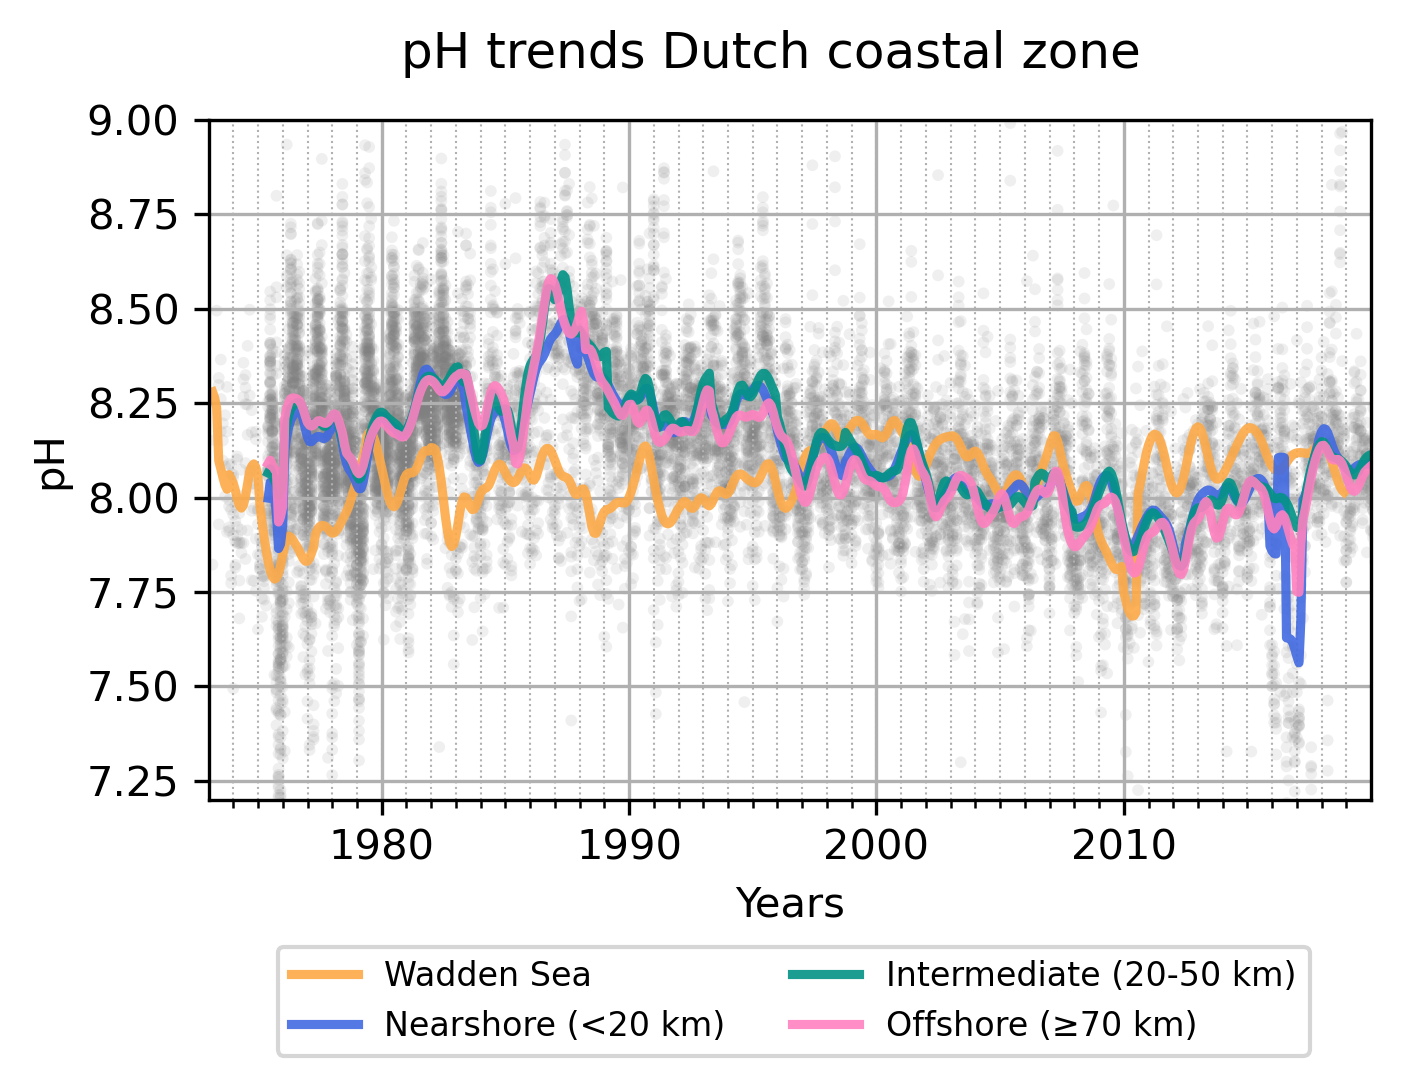 pH trends Dutch coastal zone
9.00
8.75
8.50
8.25
8.00
7.75
7.50
7.25
pH
1980 1990 2000 2010
Years
Wadden Sea
Nearshore (<20 km)
Intermediate (20-50 km)
Offshore (≥70 km)